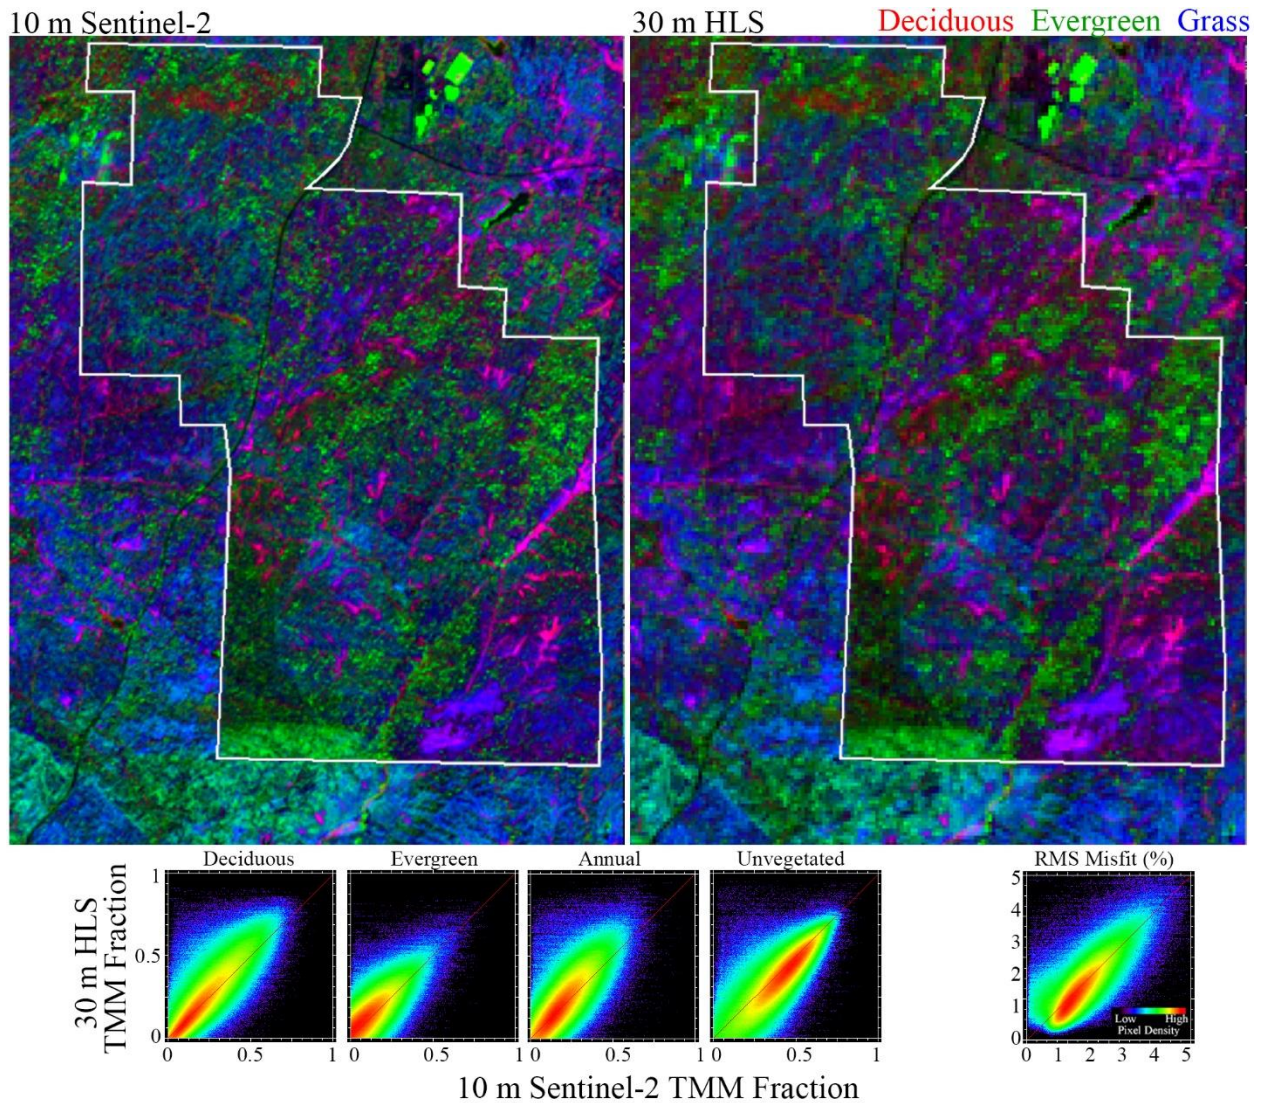 10 m Sentinel-2
30 m HLS
Deciduous Evergreen Grass
Deciduous
Evergreen
Annual
Unvegetated
RMS Misfit (%)
30 m HLS
TMM Fraction
1
0.5
0
0 0.5 1
0 0.5 1
0 0.5 1
0 0.5 1
5
4
3
2
1
0
0 1 2 3 4 5
Low High
Pixel Density
10 m Sentinel-2 TMM Fraction